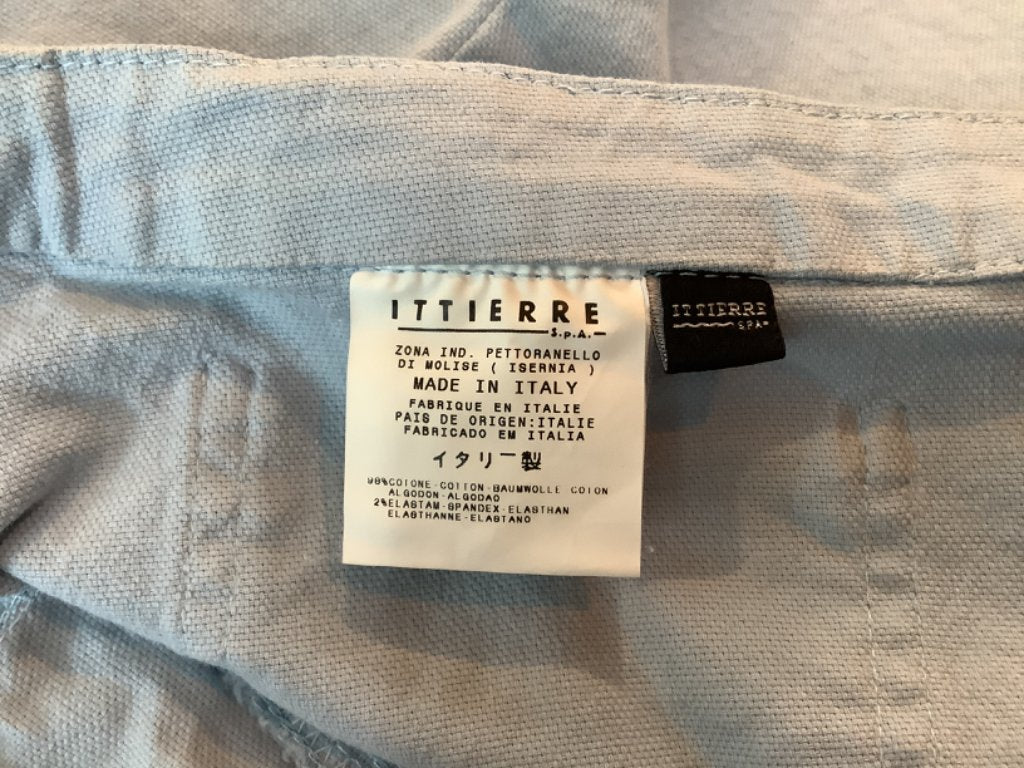 ITTIERRE
S.p.A.
ZONA IND. PETTORANELLO
DI MOLISE ( ISERNIA )
MADE IN ITALY
FABRIQUE EN ITALIE
PAIS DE ORIGEN:ITALIE
FABRICADO EM ITALIA
イタリー製
98%COTIONE-COTTON-BAUMWOLLE COTON
ALGODON-ALGODAO
2%ELASTAM-SPANDEX-ELASTHAN
ELASTHANNE-ELASTANO
ITTIERRE
SPA